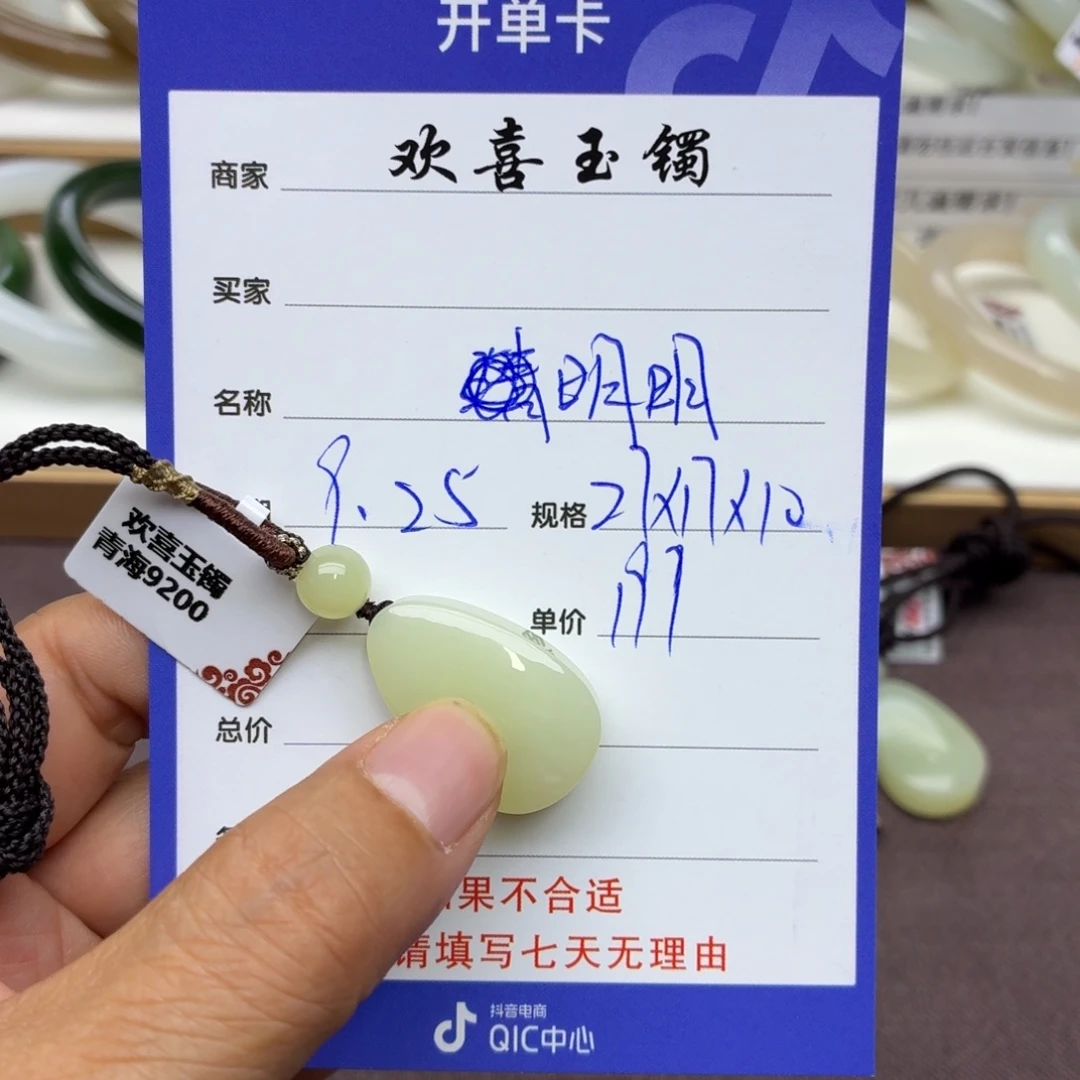 开单卡
商家 欢喜玉镯
买家
名称 明明
9.25 规格 27x17x10
单价 197
总价
果不合适
请填写七天无理由
抖音电商
QIC中心
欢喜玉镯
青海9200